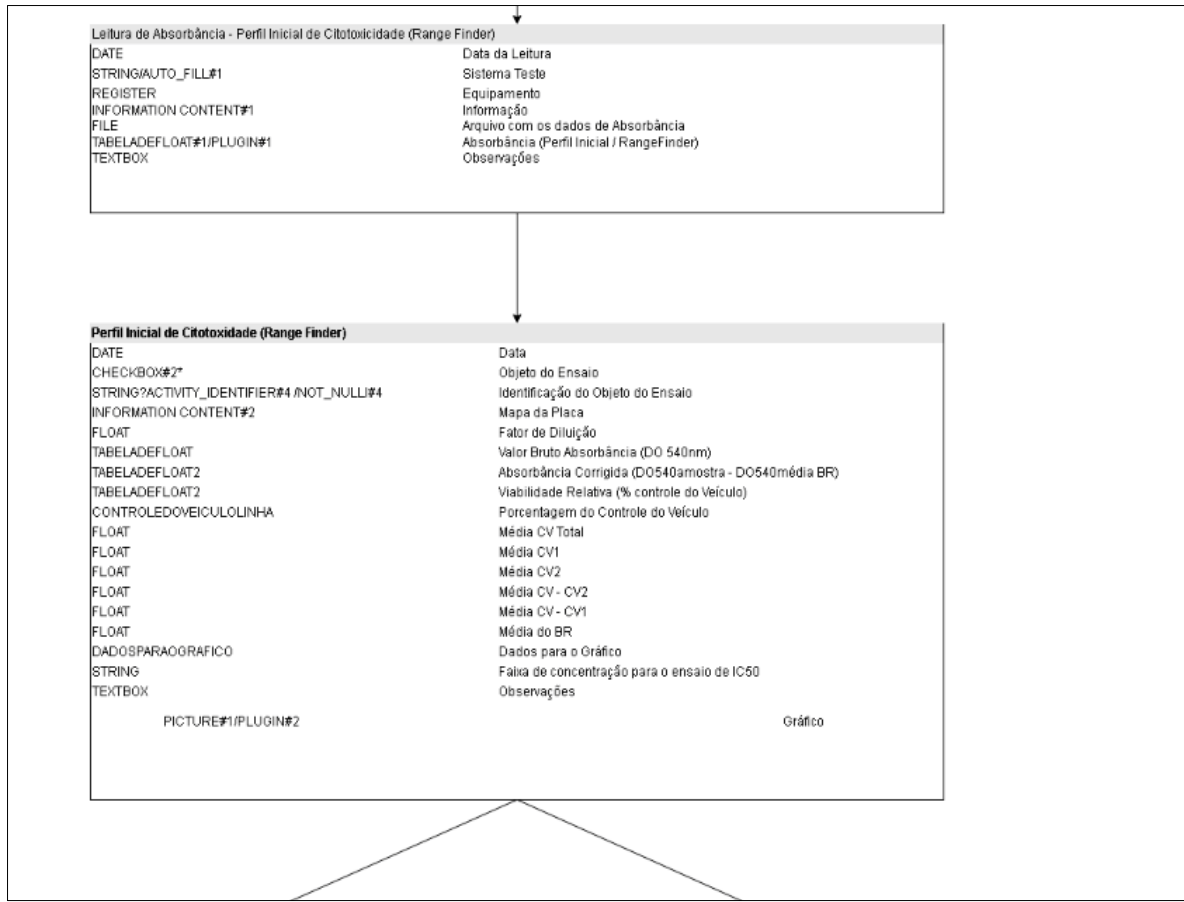 Leitura de Absorbância - Perfil Inicial de Citotoxicidade (Range Finder)
DATE Data da Leitura
STRING/AUTO_FILL#1 Sistema Teste
REGISTER Equipamento
INFORMATION CONTENT#1 Informação
FILE Arquivo com os dados de Absorbância
TABELADEFLOAT#1/PLUGIN#1 Absorbância (Perfil Inicial / RangeFinder)
TEXTBOX Observações
Perfil Inicial de Citotoxidade (Range Finder)
DATE Data
CHECKBOX#2* Objeto do Ensaio
STRING?ACTIVITY_IDENTIFIER#4 /NOT_NULLI#4 Identificação do Objeto do Ensaio
INFORMATION CONTENT#2 Mapa da Placa
FLOAT Fator de Diluição
TABELADEFLOAT Valor Bruto Absorbância (DO 540nm)
TABELADEFLOAT2 Absorbância Corrigida (DO540amostra - DO540média BR)
TABELADEFLOAT2 Viabilidade Relativa (% controle do Veículo)
CONTROLEDOVEICULOLINHA Porcentagem do Controle do Veículo
FLOAT Média CV Total
FLOAT Média CV1
FLOAT Média CV2
FLOAT Média CV - CV2
FLOAT Média CV - CV1
FLOAT Média do BR
DADOSPARAOGRAFICO Dados para o Gráfico
STRING Faixa de concentração para o ensaio de IC50
TEXTBOX Observações
PICTURE#1/PLUGIN#2 Gráfico